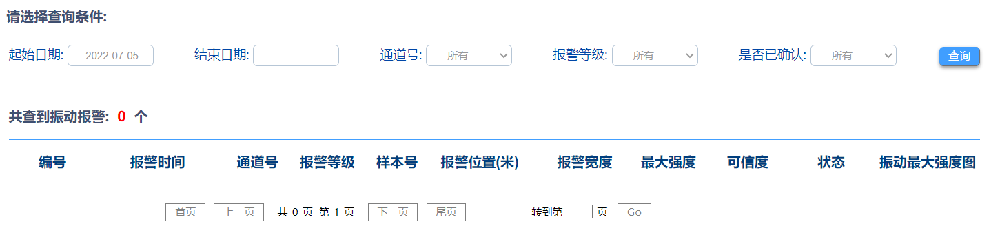 请选择查询条件:
起始日期: 2022-07-05 结束日期: 通道号: 所有 报警等级: 所有 是否已确认: 所有 查询
共查到振动报警: 0 个
编号 报警时间 通道号 报警等级 样本号 报警位置(米) 报警宽度 最大强度 可信度 状态 振动最大强度图
首页 上一页 共 0 页 第 1 页 下一页 尾页 转到第 页 Go